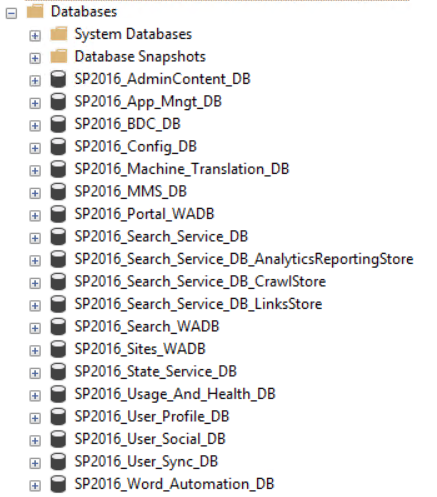 Databases
System Databases
Database Snapshots
SP2016_AdminContent_DB
SP2016_App_Mngt_DB
SP2016_BDC_DB
SP2016_Config_DB
SP2016_Machine_Translation_DB
SP2016_MMS_DB
SP2016_Portal_WADB
SP2016_Search_Service_DB
SP2016_Search_Service_DB_AnalyticsReportingStore
SP2016_Search_Service_DB_CrawlStore
SP2016_Search_Service_DB_LinksStore
SP2016_Search_WADB
SP2016_Sites_WADB
SP2016_State_Service_DB
SP2016_Usage_And_Health_DB
SP2016_User_Profile_DB
SP2016_User_Social_DB
SP2016_User_Sync_DB
SP2016_Word_Automation_DB